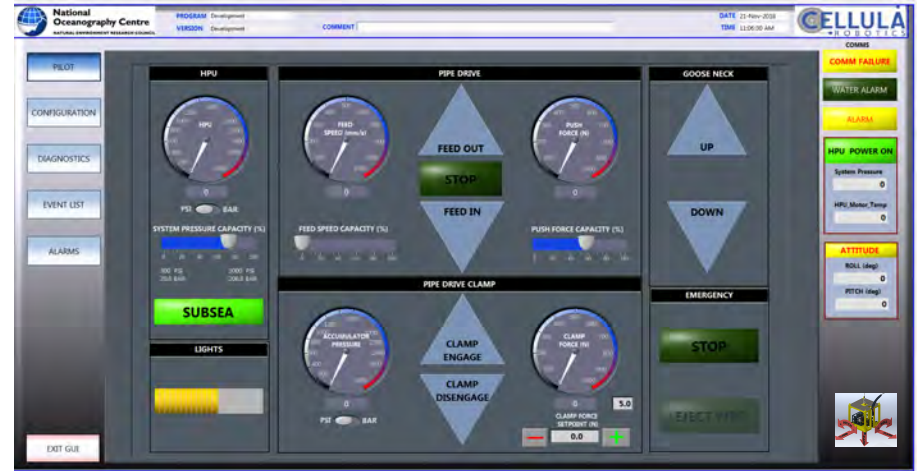 National
Oceanography Centre
NATURAL ENVIRONMENT RESEARCH COUNCIL
PROGRAM Development
VERSION Development
COMMENT
DATE 21-Nov-2018
TIME 11:06:30 AM
CELLULA
ROBOTICS
PILOT
CONFIGURATION
DIAGNOSTICS
EVENT LIST
ALARMS
EXIT GUI
HPU
HPU
0
PSI BAR
SYSTEM PRESSURE CAPACITY (%)
SUBSEA
LIGHTS
PIPE DRIVE
FEED
SPEED (mm/s)
0
FEED SPEED CAPACITY (%)
FEED OUT
STOP
FEED IN
PUSH
FORCE (N)
0
PUSH FORCE CAPACITY (%)
PIPE DRIVE CLAMP
ACCUMULATOR
PRESSURE
0
PSI BAR
CLAMP
ENGAGE
CLAMP
DISENGAGE
CLAMP
FORCE (N)
0
5.0
CLAMP FORCE
SETPOINT (N)
0.0
GOOSE NECK
UP
DOWN
EMERGENCY
STOP
COMMS
COMM FAILURE
WATER ALARM
ALARM
HPU POWER ON
System Pressure
0
HPU_Motor_Temp
0
ATTITUDE
ROLL (deg)
0
PITCH (deg)
0